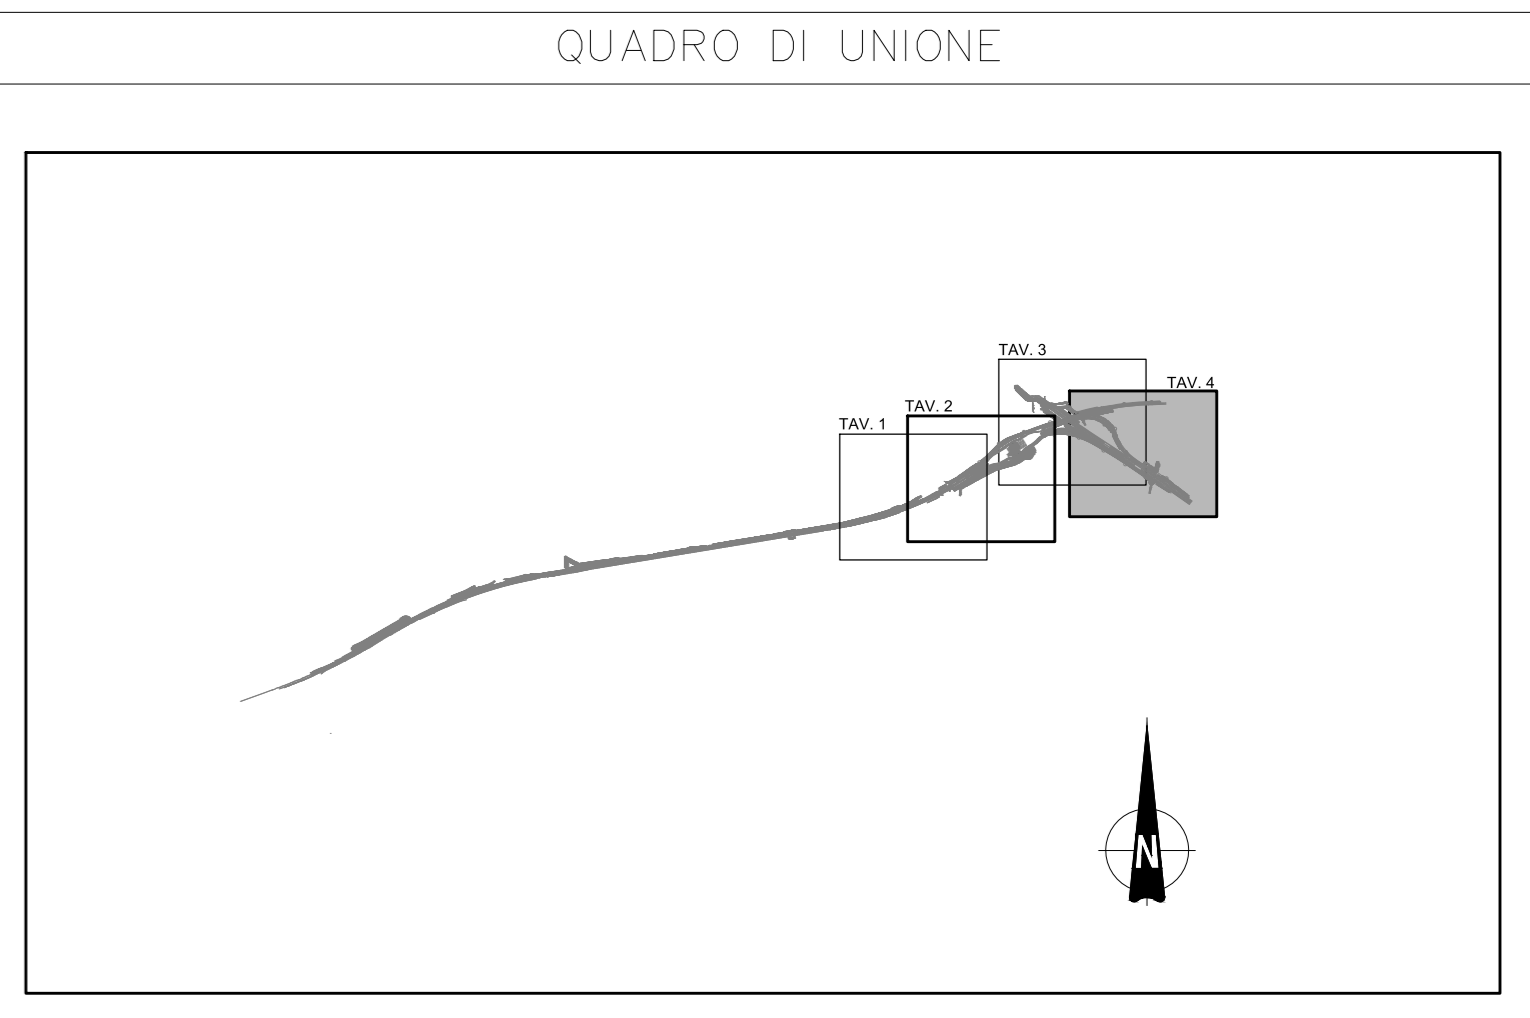 QUADRO DI UNIONE
TAV. 3
TAV. 4
TAV. 2
TAV. 1
N